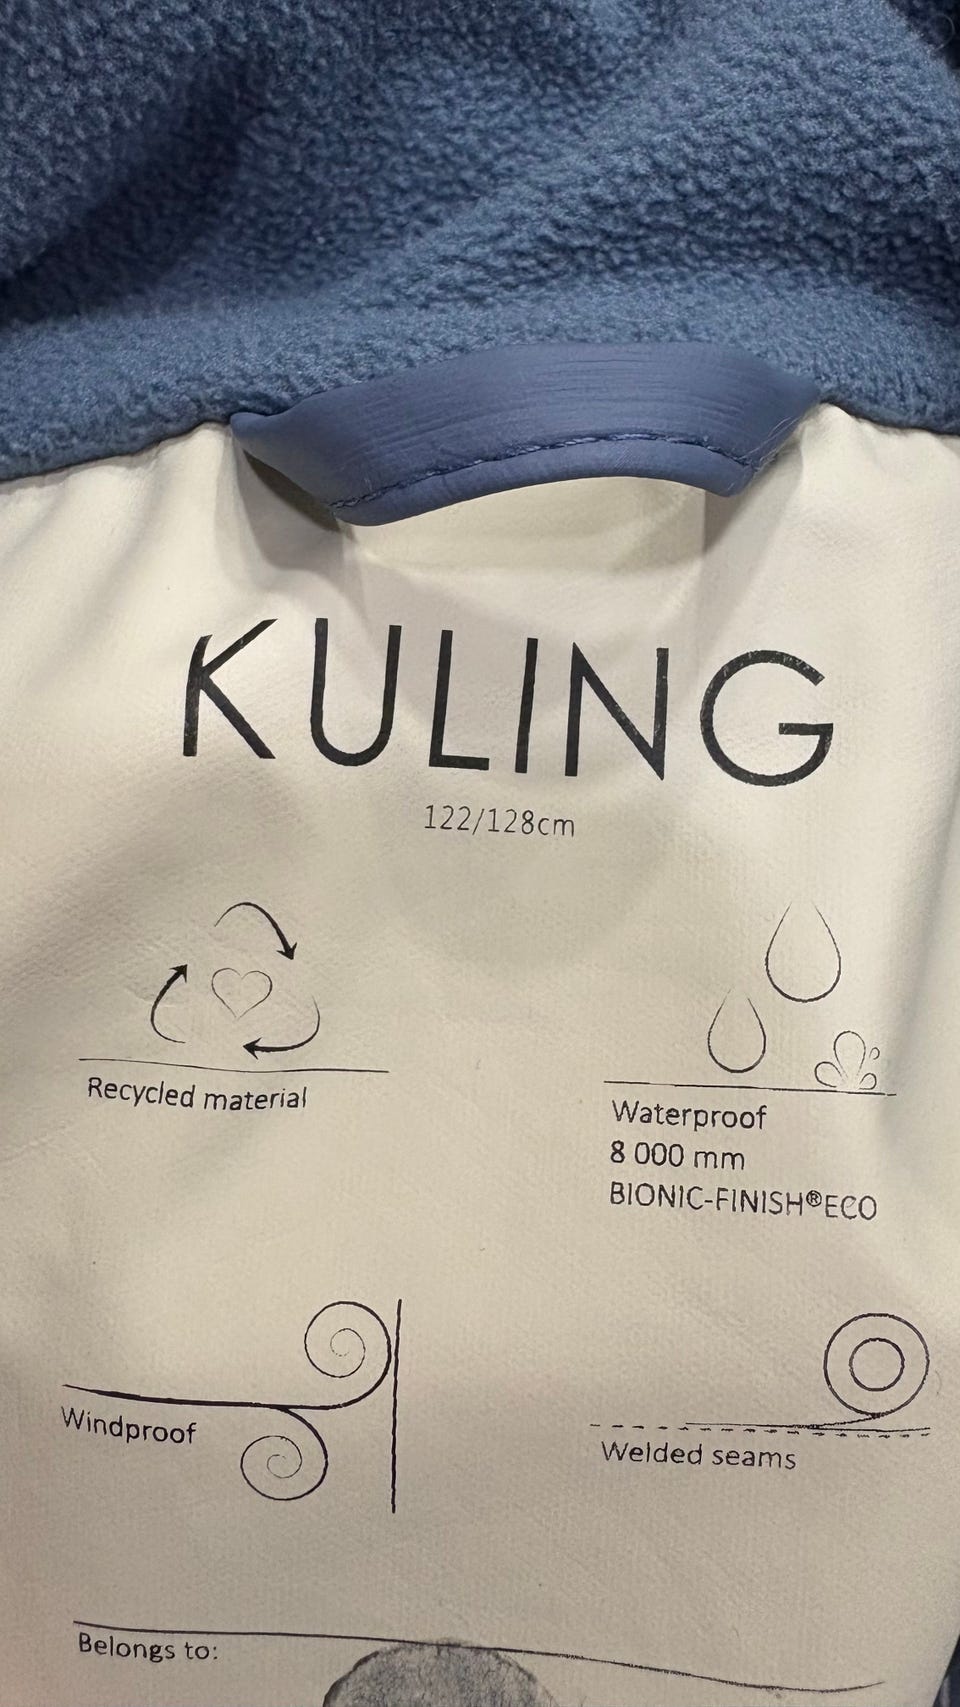 KULING
122/128cm
Recycled material
Waterproof
8 000 mm
BIONIC-FINISH®ECO
Windproof
Welded seams
Belongs to: